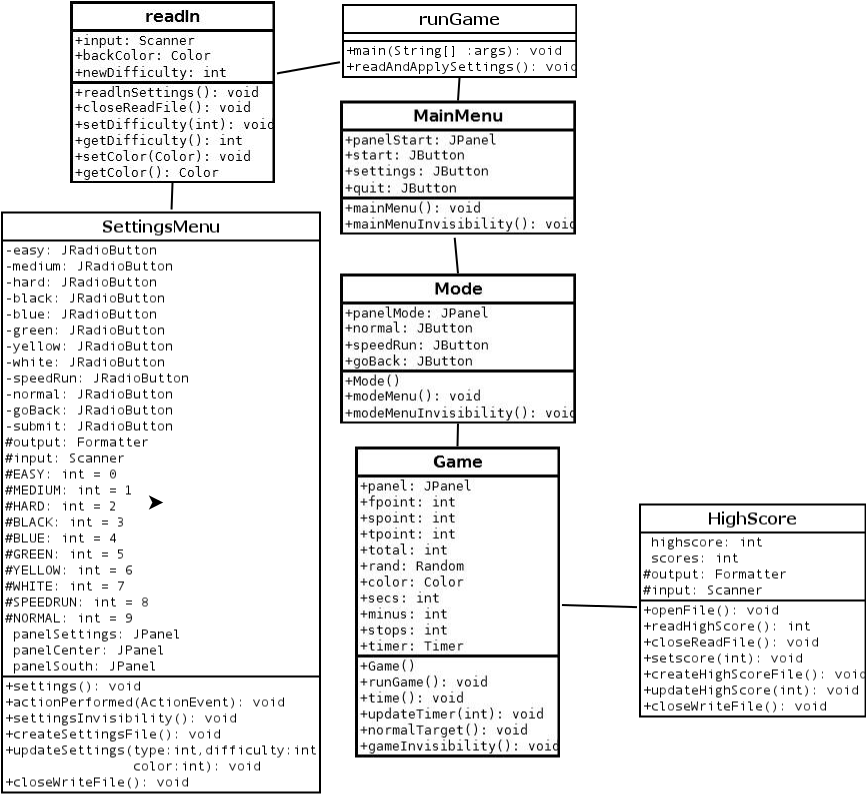 readIn
+input: Scanner
+backColor: Color
+newDifficulty: int
+readInSettings(): void
+closeReadFile(): void
+setDifficulty(int): void
+getDifficulty(): int
+setColor(Color): void
+getColor(): Color
runGame
+main(String[] :args): void
+readAndApplySettings(): void
MainMenu
+panelStart: JPanel
+start: JButton
+settings: JButton
+quit: JButton
+mainMenu(): void
+mainMenuInvisibility(): void
SettingsMenu
-easy: JRadioButton
-medium: JRadioButton
-hard: JRadioButton
-black: JRadioButton
-blue: JRadioButton
-green: JRadioButton
-yellow: JRadioButton
-white: JRadioButton
-speedRun: JRadioButton
-normal: JRadioButton
-goBack: JRadioButton
-submit: JRadioButton
#output: Formatter
#input: Scanner
#EASY: int = 0
#MEDIUM: int = 1
#HARD: int = 2
#BLACK: int = 3
#BLUE: int = 4
#GREEN: int = 5
#YELLOW: int = 6
#WHITE: int = 7
#SPEEDRUN: int = 8
#NORMAL: int = 9
panelSettings: JPanel
panelCenter: JPanel
panelSouth: JPanel
+settings(): void
+actionPerformed(ActionEvent): void
+settingsInvisibility(): void
+createSettingsFile(): void
+updateSettings(type:int,difficulty:int
color:int): void
+closeWriteFile(): void
Mode
+panelMode: JPanel
+normal: JButton
+speedRun: JButton
+goBack: JButton
+Mode()
+modeMenu(): void
+modeMenuInvisibility(): void
Game
+panel: JPanel
+fpoint: int
+spoint: int
+tpoint: int
+total: int
+rand: Random
+color: Color
+secs: int
+minus: int
+stops: int
+timer: Timer
+Game()
+runGame(): void
+time(): void
+updateTimer(int): void
+normalTarget(): void
+gameInvisibility(): void
HighScore
highscore: int
scores: int
#output: Formatter
#input: Scanner
+openFile(): void
+readHighScore(): int
+closeReadFile(): void
+setscore(int): void
+createHighScoreFile(): void
+updateHighScore(int): void
+closeWriteFile(): void